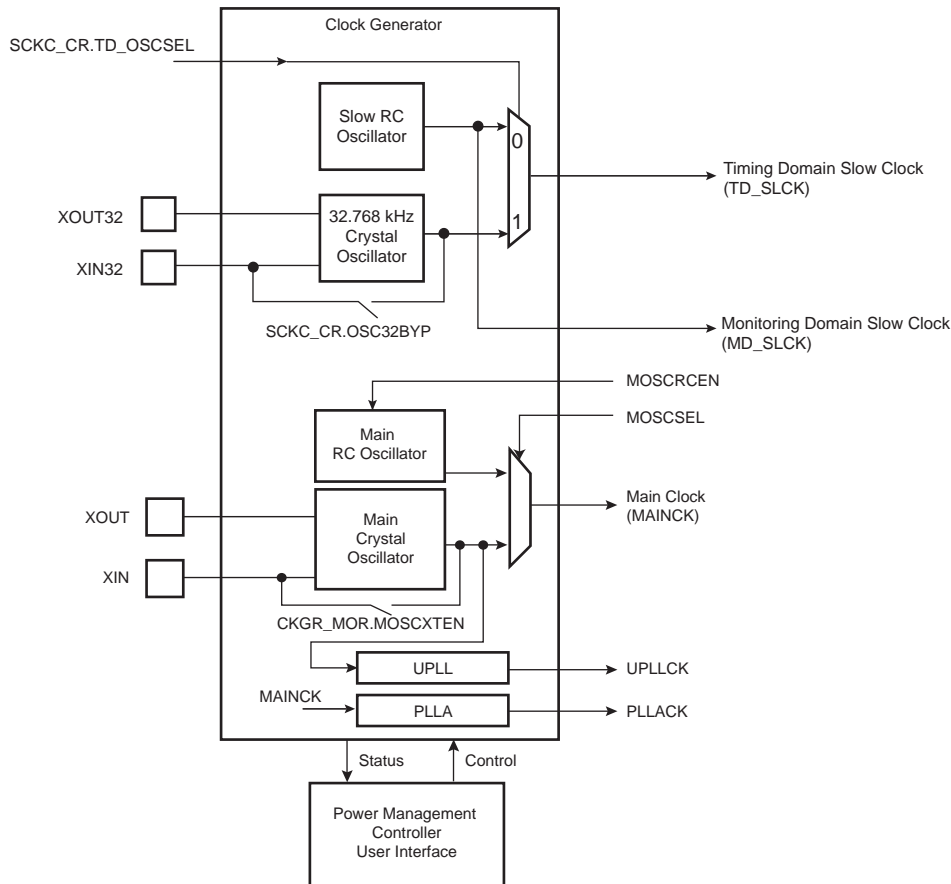 Clock Generator
SCKC_CR.TD_OSCSEL
Slow RC
Oscillator
0
Timing Domain Slow Clock
(TD_SLCK)
XOUT32
32.768 kHz
Crystal
Oscillator
1
XIN32
SCKC_CR.OSC32BYP
Monitoring Domain Slow Clock
(MD_SLCK)
MOSCRCEN
MOSCSEL
Main
RC Oscillator
Main Clock
(MAINCK)
XOUT
Main
Crystal
Oscillator
XIN
CKGR_MOR.MOSCXTEN
UPLL
UPLLCK
MAINCK
PLLA
PLLACK
Status
Control
Power Management
Controller
User Interface